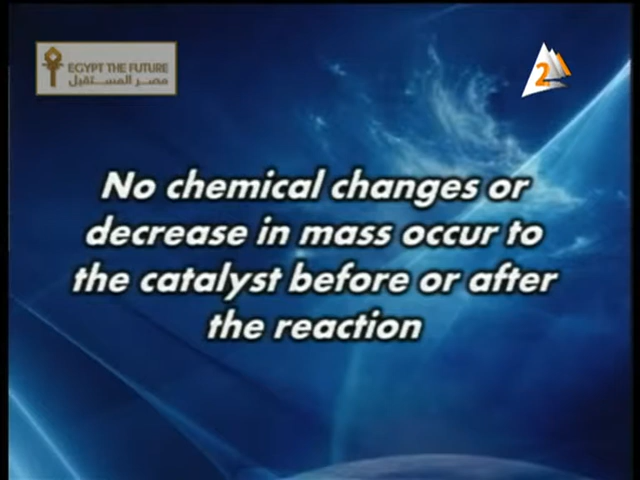 EGYPT THE FUTURE
مصر المستقبل
2
No chemical changes or
decrease in mass occur to
the catalyst before or after
the reaction